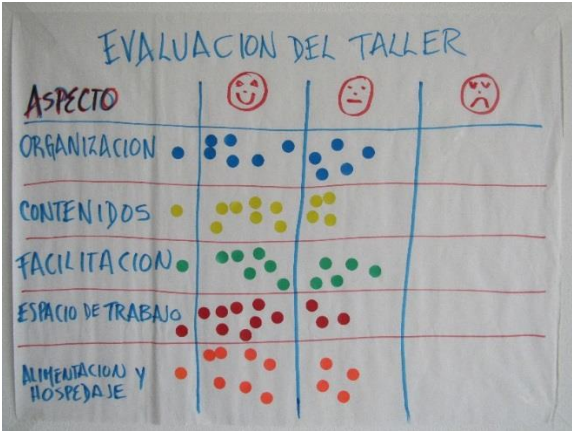 EVALUACION DEL TALLER
ASPECTO
ORGANIZACION
CONTENIDOS
FACILITACION
ESPACIO DE TRABAJO
ALIMENTACION Y
HOSPEDAJE